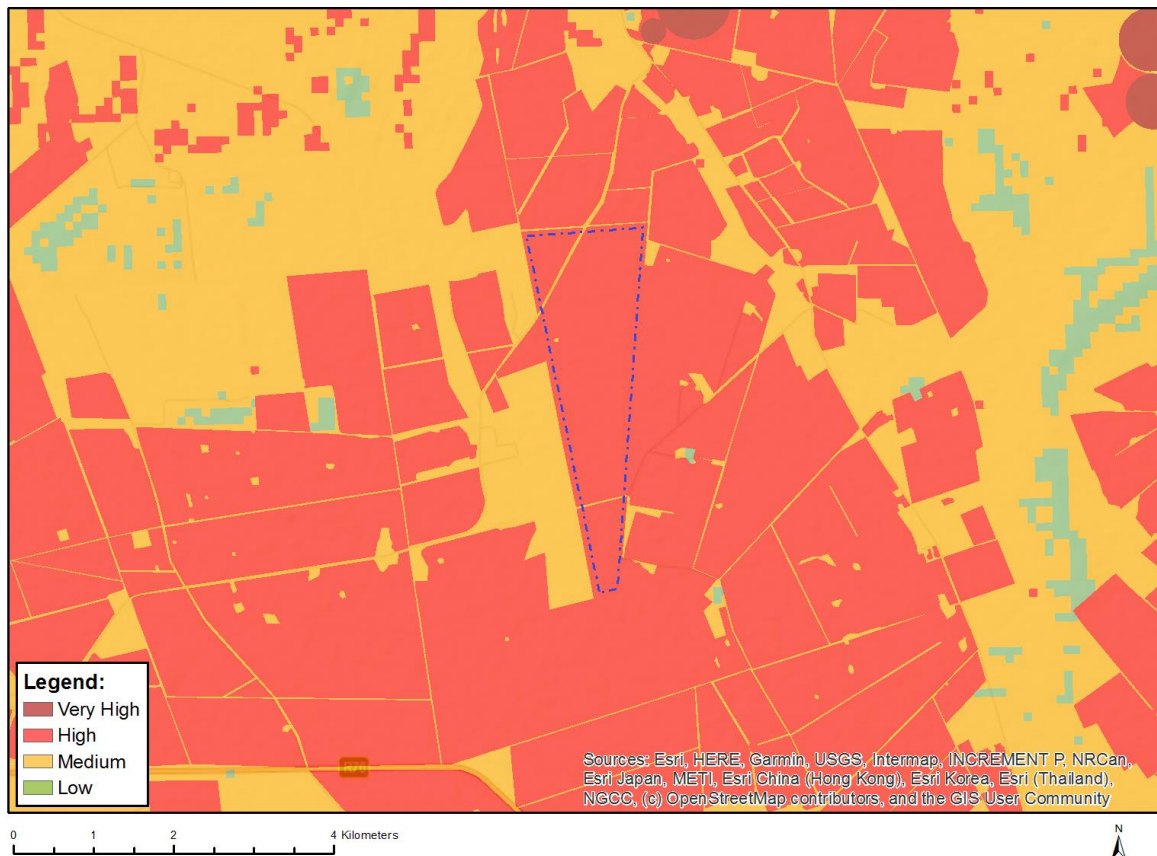 Legend:
Very High
High
Medium
Low
R76
Sources: Esri, HERE, Garmin, USGS, Intermap, INCREMENT P, NRCan,
Esri Japan, METI, Esri China (Hong Kong), Esri Korea, Esri (Thailand),
NGCC, (c) OpenStreetMap contributors, and the GIS User Community
0 1 2 4 Kilometers
N